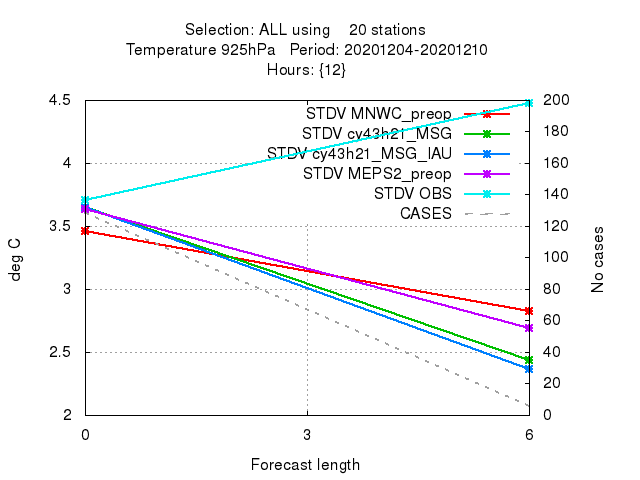 Selection: ALL using    20 stations
Temperature 925hPa   Period: 20201204-20201210
Hours: {12}
4.5
4
3.5
3
2.5
2
200
180
160
140
120
100
80
60
40
20
0
STDV MNWC_preop
STDV cy43h21_MSG
STDV cy43h21_MSG_IAU
STDV MEPS2_preop
STDV OBS
CASES
deg C
No cases
0
3
6
Forecast length